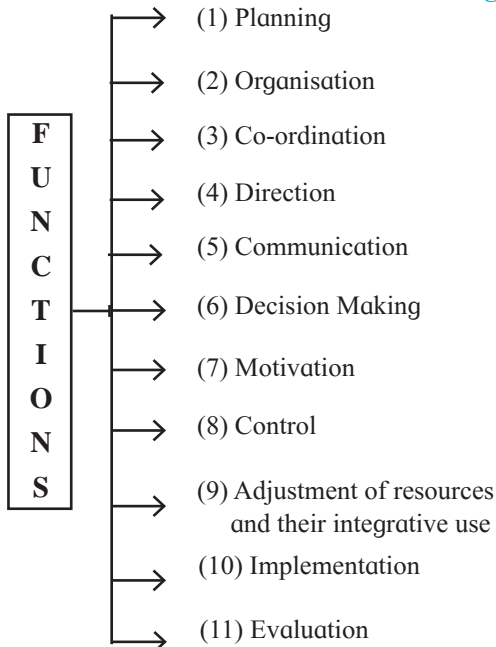 (1) Planning
(2) Organisation
(3) Co-ordination
(4) Direction
(5) Communication
(6) Decision Making
(7) Motivation
(8) Control
(9) Adjustment of resources
and their integrative use
(10) Implementation
(11) Evaluation
FUNCTIONS